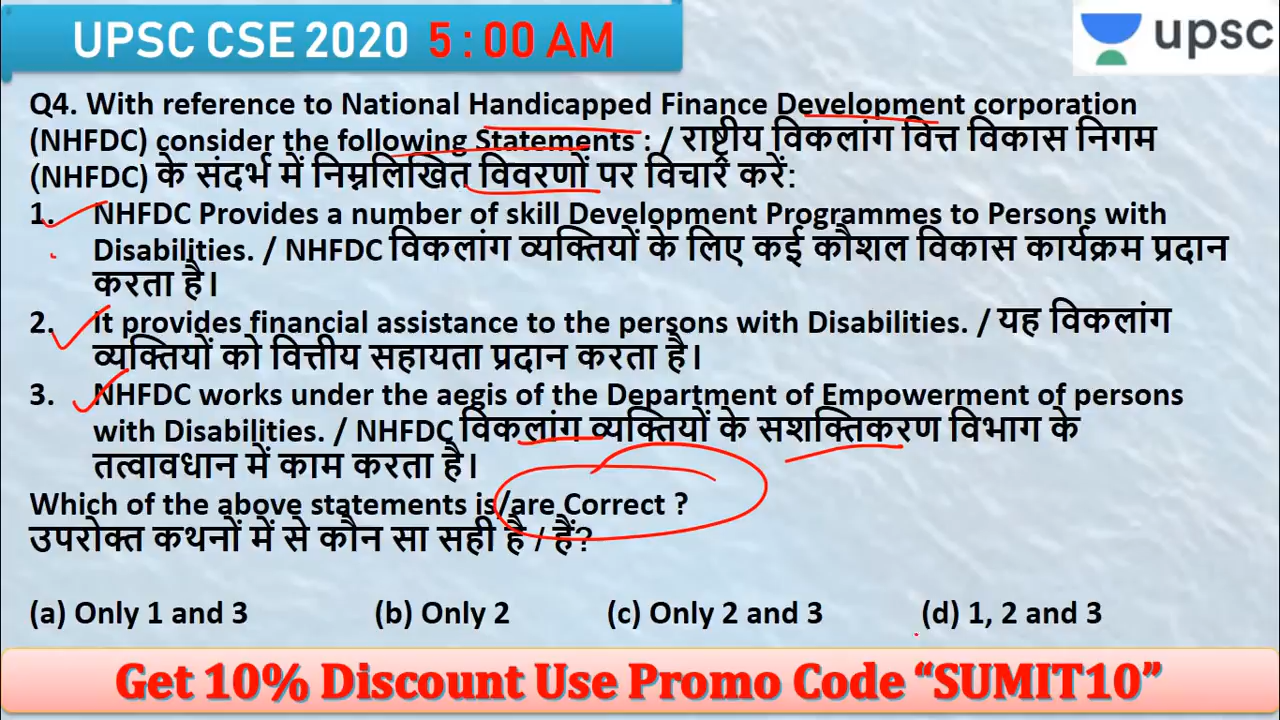 UPSC CSE 2020 5 : 00 AM
upsc
Q4. With reference to National Handicapped Finance Development corporation
(NHFDC) consider the following Statements : / राष्ट्रीय विकलांग वित्त विकास निगम
(NHFDC) के संदर्भ में निम्नलिखित विवरणों पर विचार करें:
1. NHFDC Provides a number of skill Development Programmes to Persons with
Disabilities. / NHFDC विकलांग व्यक्तियों के लिए कई कौशल विकास कार्यक्रम प्रदान
करता है।
2. It provides financial assistance to the persons with Disabilities. / यह विकलांग
व्यक्तियों को वित्तीय सहायता प्रदान करता है।
3. NHFDC works under the aegis of the Department of Empowerment of persons
with Disabilities. / NHFDC विकलांग व्यक्तियों के सशक्तिकरण विभाग के
तत्वावधान में काम करता है।
Which of the above statements is/are Correct ?
उपरोक्त कथनों में से कौन सा सही है / हैं?
(a) Only 1 and 3 (b) Only 2 (c) Only 2 and 3 (d) 1, 2 and 3
Get 10% Discount Use Promo Code “SUMIT10”